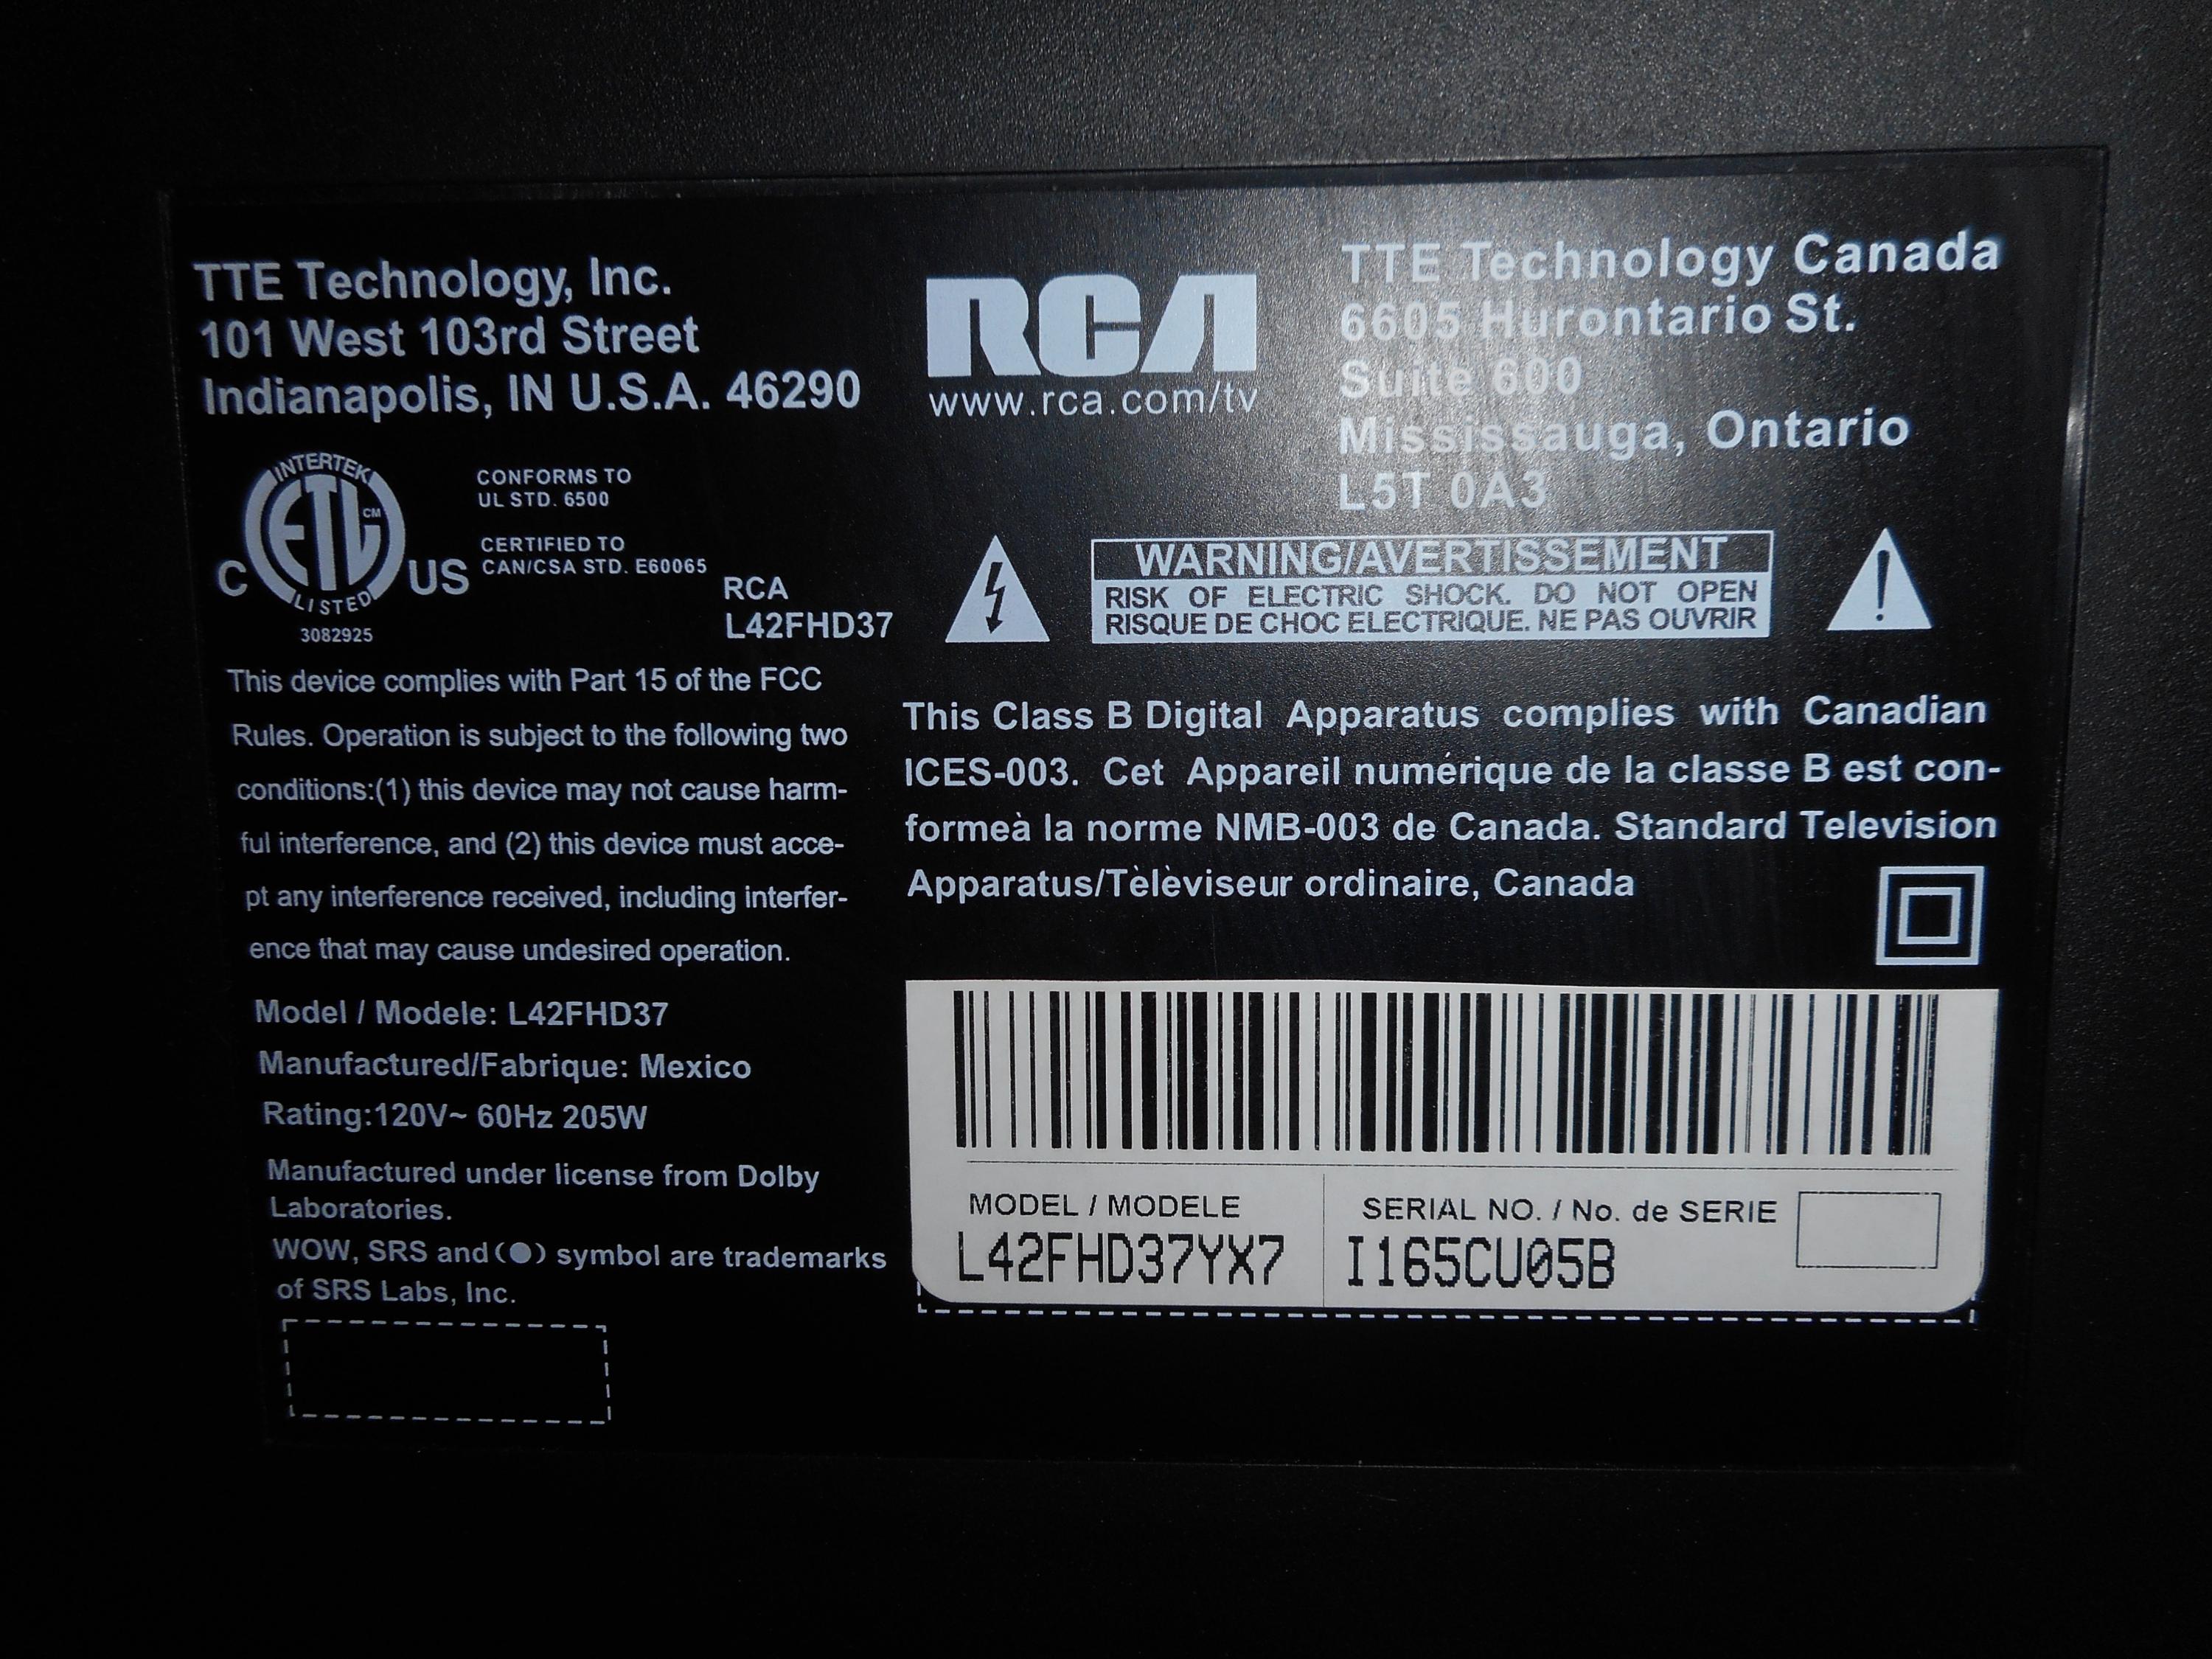 TTE Technology, Inc.
101 West 103rd Street
Indianapolis, IN U.S.A. 46290
RCA
www.rca.com/tv
TTE Technology Canada
6605 Hurontario St.
Suite 600
Mississauga, Ontario
L5T 0A3
INTERTEK
ETL CM
LISTED
C US
3082925
CONFORMS TO
UL STD. 6500
CERTIFIED TO
CAN/CSA STD. E60065
RCA
L42FHD37
WARNING/AVERTISSEMENT
RISK OF ELECTRIC SHOCK. DO NOT OPEN
RISQUE DE CHOC ELECTRIQUE. NE PAS OUVRIR
This device complies with Part 15 of the FCC
Rules. Operation is subject to the following two
conditions:(1) this device may not cause harm-
ful interference, and (2) this device must acce-
pt any interference received, including interfer-
ence that may cause undesired operation.
This Class B Digital Apparatus complies with Canadian
ICES-003. Cet Appareil numérique de la classe B est con-
formeà la norme NMB-003 de Canada. Standard Television
Apparatus/Tèlèviseur ordinaire, Canada
Model / Modele: L42FHD37
Manufactured/Fabrique: Mexico
Rating:120V~ 60Hz 205W
Manufactured under license from Dolby
Laboratories.
WOW, SRS and (●) symbol are trademarks
of SRS Labs, Inc.
MODEL / MODELE
L42FHD37YX7
SERIAL NO. / No. de SERIE
I165CU05B